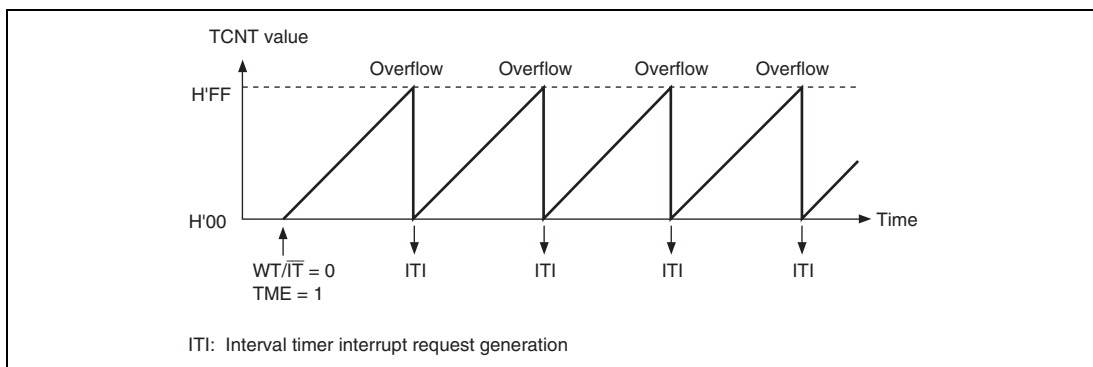 TCNT value
Overflow Overflow Overflow Overflow
H'FF
H'00
Time
WT/I̅T̅ = 0
TME = 1
ITI ITI ITI ITI
ITI: Interval timer interrupt request generation